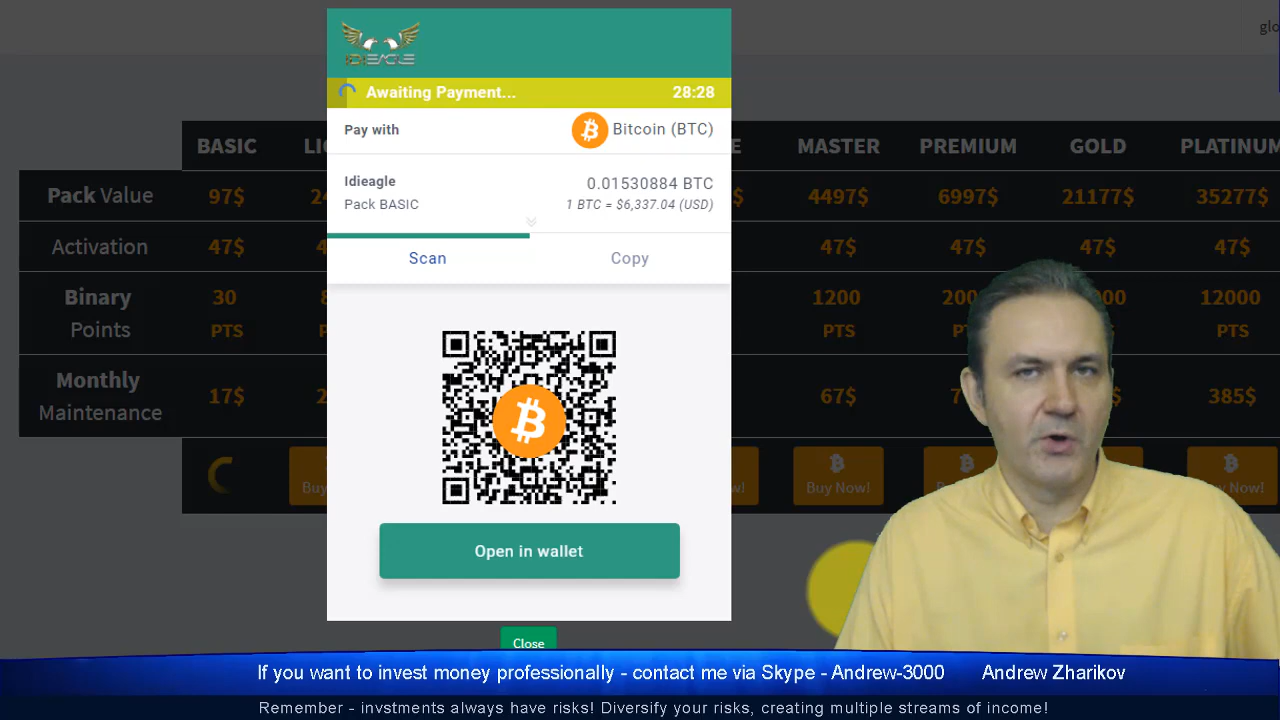 glo
IDIEAGLE
Awaiting Payment... 28:28
Pay with Bitcoin (BTC)
Idieagle 0.01530884 BTC
Pack BASIC 1 BTC = $6,337.04 (USD)
Scan Copy
Open in wallet
Close
BASIC MASTER PREMIUM GOLD PLATINUM
Pack Value 97$ 4497$ 6997$ 21177$ 35277$
Activation 47$ 47$ 47$ 47$ 47$
Binary 30 1200 12000
Points PTS PTS PTS
Monthly
Maintenance 17$ 67$ 385$
Buy Now!
If you want to invest money professionally - contact me via Skype - Andrew-3000 Andrew Zharikov
Remember - invstments always have risks! Diversify your risks, creating multiple streams of income!